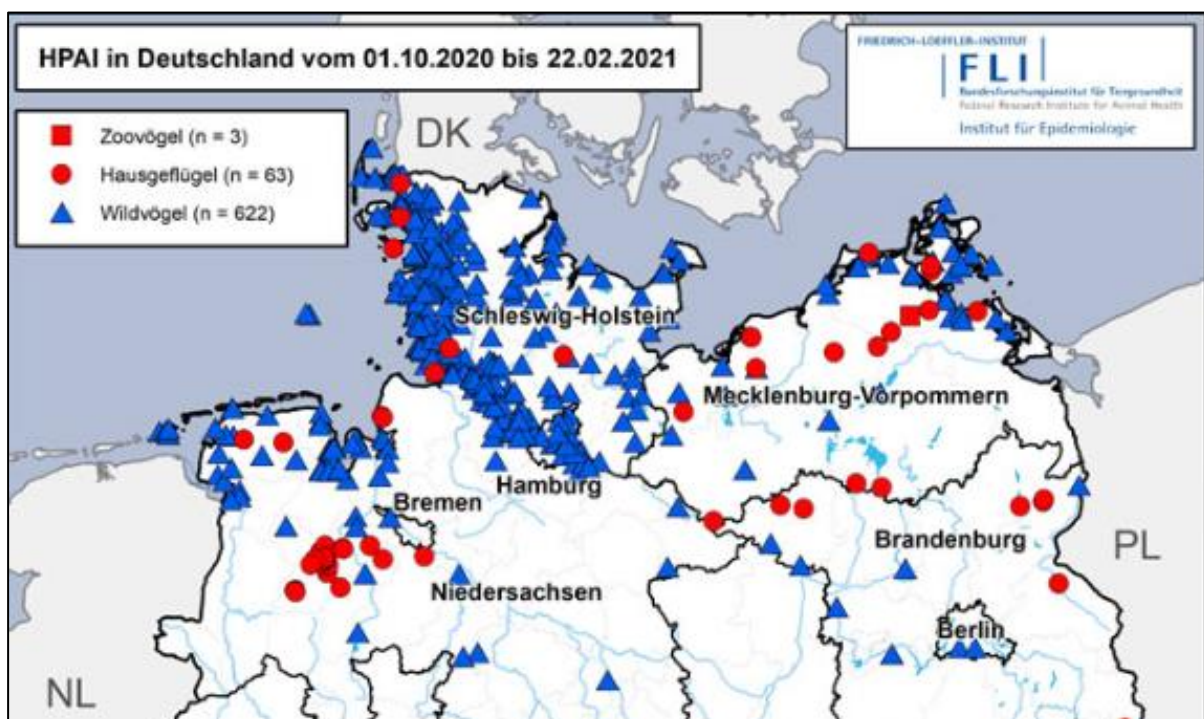 HPAI in Deutschland vom 01.10.2020 bis 22.02.2021
FRIEDRICH-LOEFFLER-INSTITUT
FLI
Bundesforschungsinstitut für Tiergesundheit
Federal Research Institute for Animal Health
Institut für Epidemiologie
Zoovögel (n = 3)
Hausgeflügel (n = 63)
Wildvögel (n = 622)
DK
Schleswig-Holstein
Mecklenburg-Vorpommern
Hamburg
Bremen
Brandenburg
PL
Niedersachsen
Berlin
NL